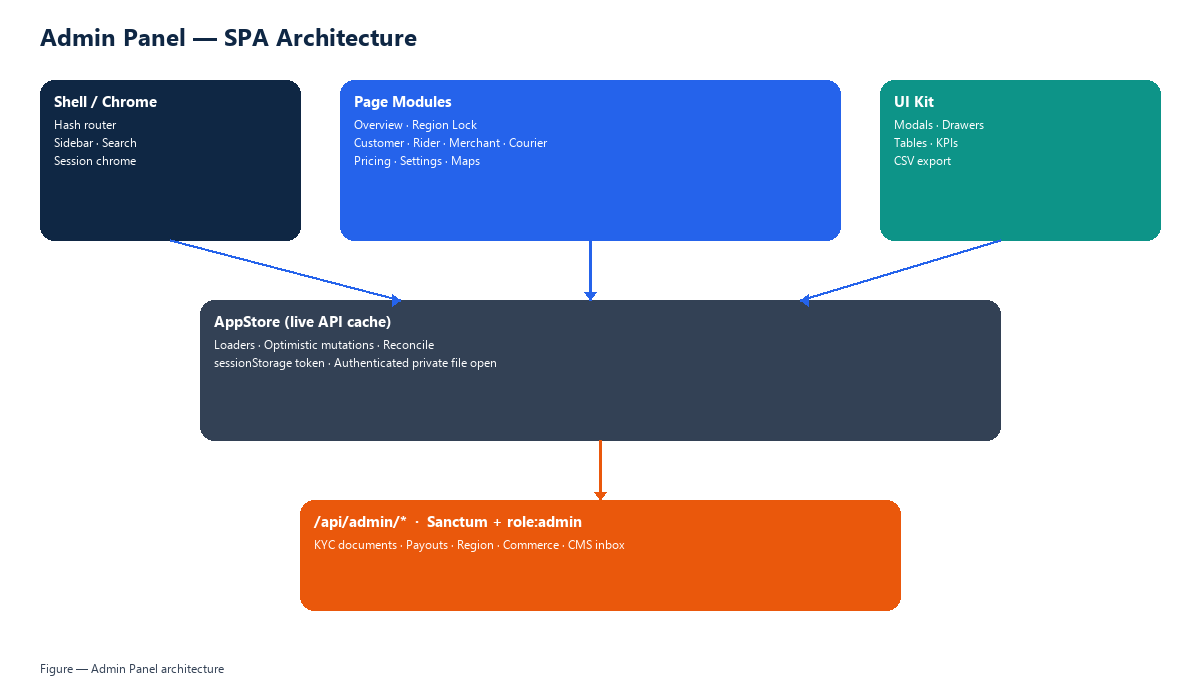 Admin Panel — SPA Architecture
Shell / Chrome
Hash router
Sidebar · Search
Session chrome
Page Modules
Overview · Region Lock
Customer · Rider · Merchant · Courier
Pricing · Settings · Maps
UI Kit
Modals · Drawers
Tables · KPIs
CSV export
AppStore (live API cache)
Loaders · Optimistic mutations · Reconcile
sessionStorage token · Authenticated private file open
/api/admin/* · Sanctum + role:admin
KYC documents · Payouts · Region · Commerce · CMS inbox
Figure — Admin Panel architecture